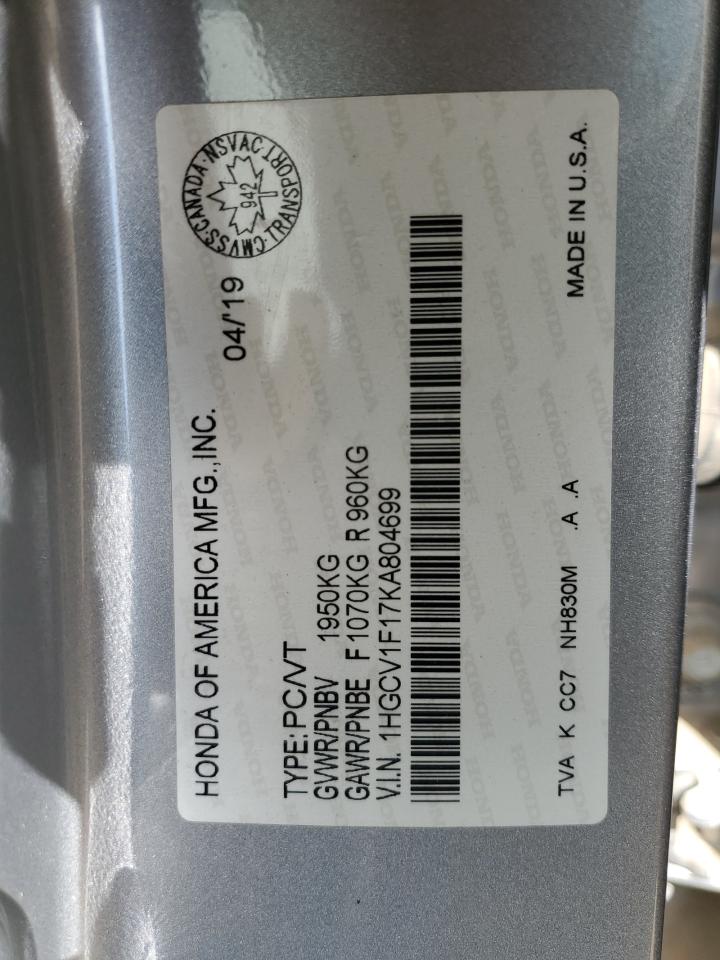 HONDA OF AMERICA MFG.,INC.
04/'19
CMVSS·CANADA·NSVAC
·TRANSPORT·
942
TYPE: PC/VT
GVWR/PNBV 1950KG
GAWR/PNBE F 1070KG R 960KG
V.I.N. 1HGCV1F17KA804699
TVA K CC7 NH830M .A .A MADE IN U.S.A.